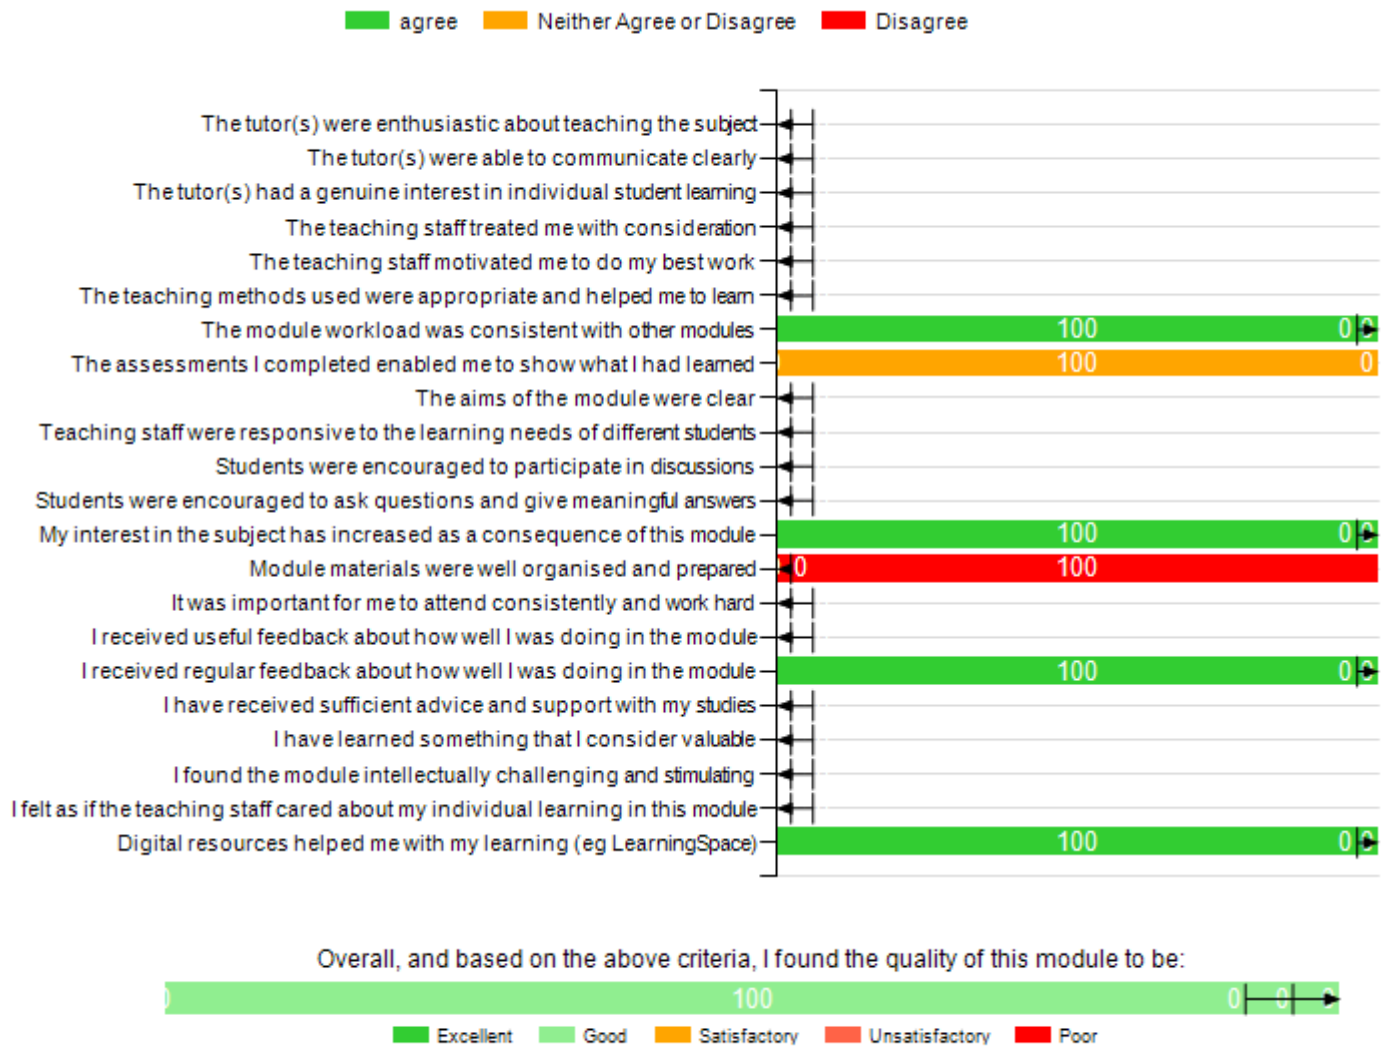 agree Neither Agree or Disagree Disagree
The tutor(s) were enthusiastic about teaching the subject
The tutor(s) were able to communicate clearly
The tutor(s) had a genuine interest in individual student learning
The teaching staff treated me with consideration
The teaching staff motivated me to do my best work
The teaching methods used were appropriate and helped me to learn
The module workload was consistent with other modules 100 0 0
The assessments I completed enabled me to show what I had learned 100 0
The aims of the module were clear
Teaching staff were responsive to the learning needs of different students
Students were encouraged to participate in discussions
Students were encouraged to ask questions and give meaningful answers
My interest in the subject has increased as a consequence of this module 100 0 0
Module materials were well organised and prepared 0 100
It was important for me to attend consistently and work hard
I received useful feedback about how well I was doing in the module
I received regular feedback about how well I was doing in the module 100 0 0
I have received sufficient advice and support with my studies
I have learned something that I consider valuable
I found the module intellectually challenging and stimulating
I felt as if the teaching staff cared about my individual learning in this module
Digital resources helped me with my learning (eg LearningSpace) 100 0 0
Overall, and based on the above criteria, I found the quality of this module to be:
0 100 0 0 0
Excellent Good Satisfactory Unsatisfactory Poor